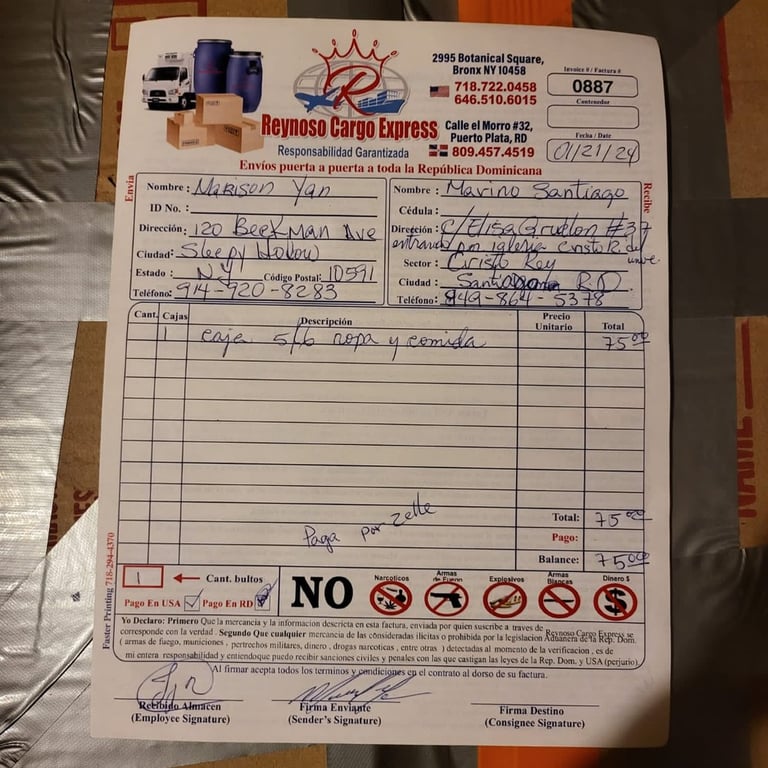 2995 Botanical Square,
Bronx NY 10458
718.722.0458
646.510.6015
Invoice # / Factura #
0887
Contenedor
R
Reynoso Cargo Express
Responsabilidad Garantizada
Calle el Morro #32,
Puerto Plata, RD
809.457.4519
Fecha / Date
01/21/24
Envíos puerta a puerta a toda la República Dominicana
Envia
Nombre: Marison Yan
ID No.:
Dirección: 120 Beekman Ave
Ciudad: Sleepy Hollow
Estado: NY Código Postal: 10591
Teléfono: 914-920-8283
Recibe
Nombre: Marino Santiago
Cédula:
Dirección: C/Elisa #37
entrando por iglesia cristo R. del
Sector: Cristo Rey
Ciudad: Santiago R.D.
Teléfono: 849-864-5378
Cant. Cajas Descripción Precio Unitario Total
1 caja 5/6 ropa y comida 75.00
Paga por zelle
Total: 75.00
Pago:
Balance: 75.00
1 Cant. bultos
Pago En USA Pago En RD
NO
Narcoticos
Armas de Fuego
Explosivos
Armas Blancas
Dinero $
Faster Printing 718-294-4370
Yo Declaro: Primero Que la mercancia y la informacion descricta en esta factura, enviada por quien suscribe a traves de Reynoso Cargo Express se
corresponde con la verdad. Segundo Que cualquier mercancia de las consideradas ilicitas o prohibida por la legislacion Aduanera de la Rep. Dom.
( armas de fuego, municiones - pertrechos militares, dinero , drogas narcoticas , entre otras ) detectadas al momento de la verificacion , es de
mi entera responsabilidad y entiendo que puedo recibir sanciones civiles y penales con las que castigan las leyes de la Rep. Dom. y USA (perjurio).
Al firmar acepta todos los terminos y condiciones en el contrato al dorso de su factura.
Recibido Almacen
(Employee Signature)
Firma Enviante
(Sender's Signature)
Firma Destino
(Consignee Signature)
NAME